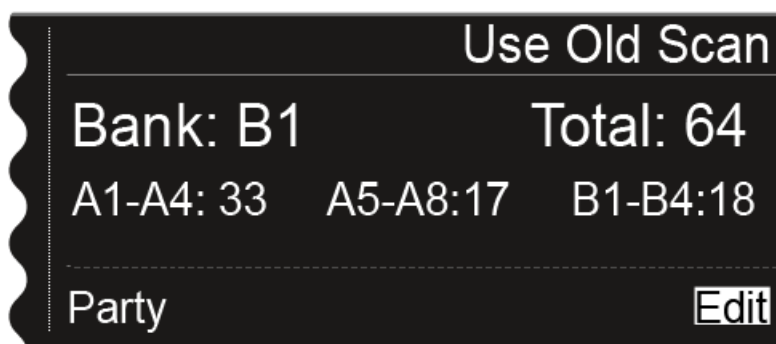 Use Old Scan
Bank: B1 Total: 64
A1-A4: 33 A5-A8:17 B1-B4:18
Party Edit